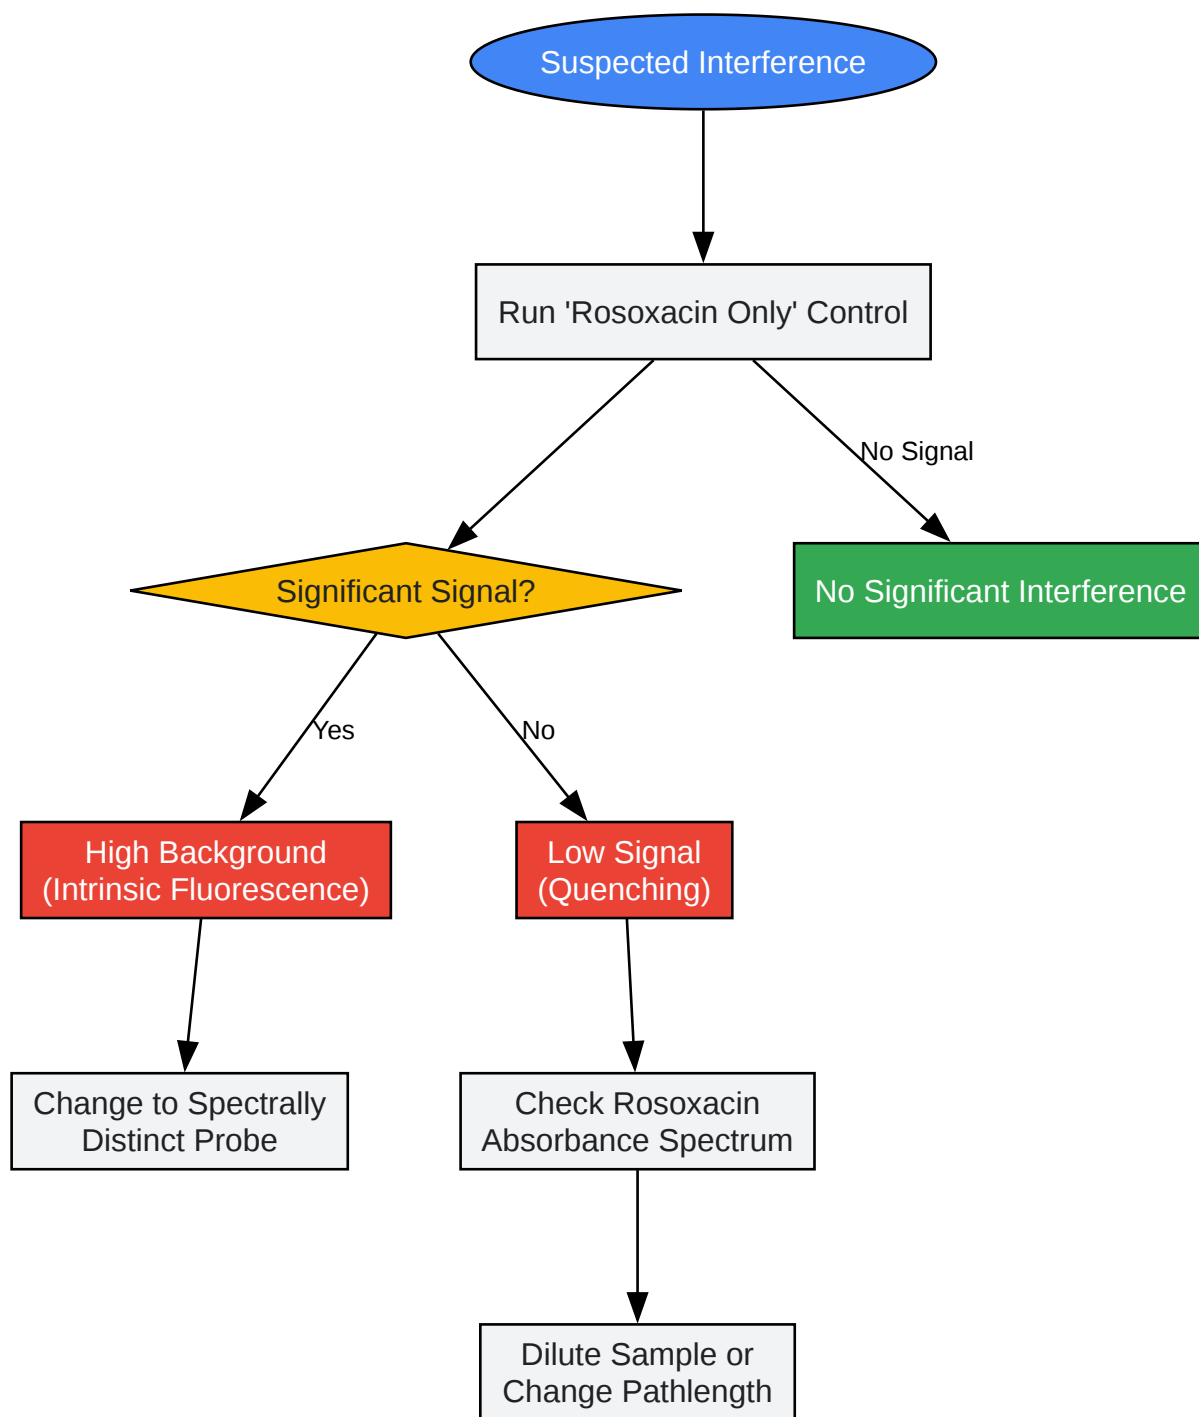 Suspected Interference
Run 'Rosoxacin Only' Control
No Signal
Significant Signal?
No Significant Interference
Yes
No
High Background
(Intrinsic Fluorescence)
Low Signal
(Quenching)
Change to Spectrally
Distinct Probe
Check Rosoxacin
Absorbance Spectrum
Dilute Sample or
Change Pathlength